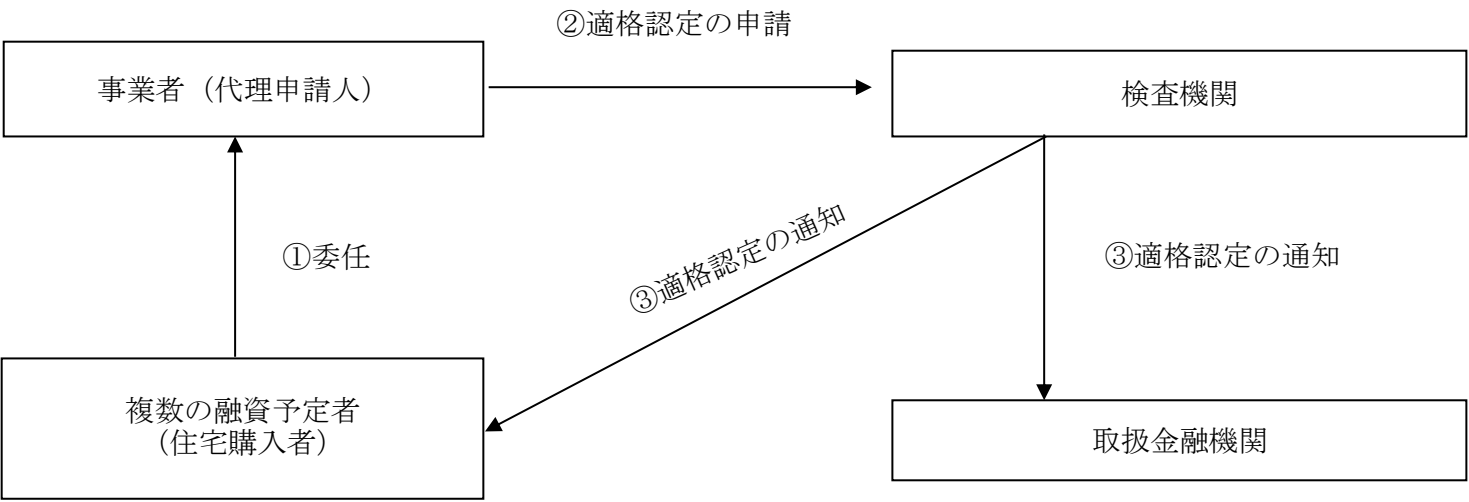 ②適格認定の申請
事業者（代理申請人）
検査機関
①委任
③適格認定の通知
③適格認定の通知
複数の融資予定者
（住宅購入者）
取扱金融機関